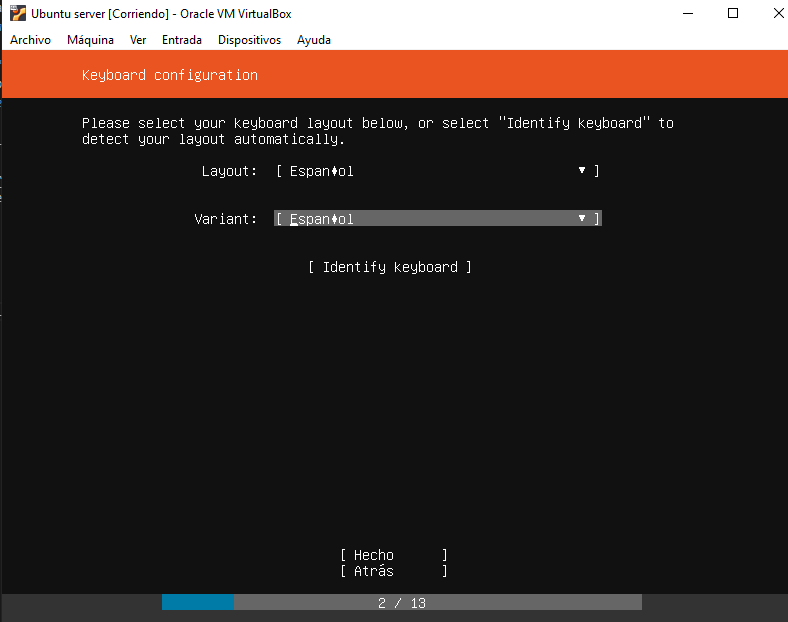 Ubuntu server [Corriendo] - Oracle VM VirtualBox
Archivo Máquina Ver Entrada Dispositivos Ayuda
Keyboard configuration
Please select your keyboard layout below, or select "Identify keyboard" to
detect your layout automatically.
Layout: [ Espan♦ol ▼ ]
Variant: [ Espan♦ol ▼ ]
[ Identify keyboard ]
[ Hecho ]
[ Atrás ]
2 / 13